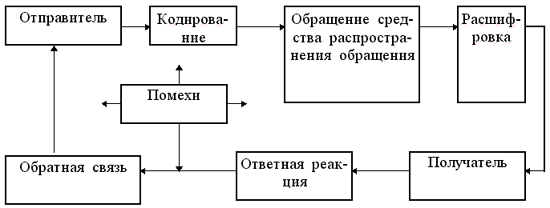 Отправитель
Кодирова-
ние
Обращение сред-
ства распростра-
нения обращения
Расшиф-
ровка
Помехи
Обратная связь
Ответная реак-
ция
Получатель